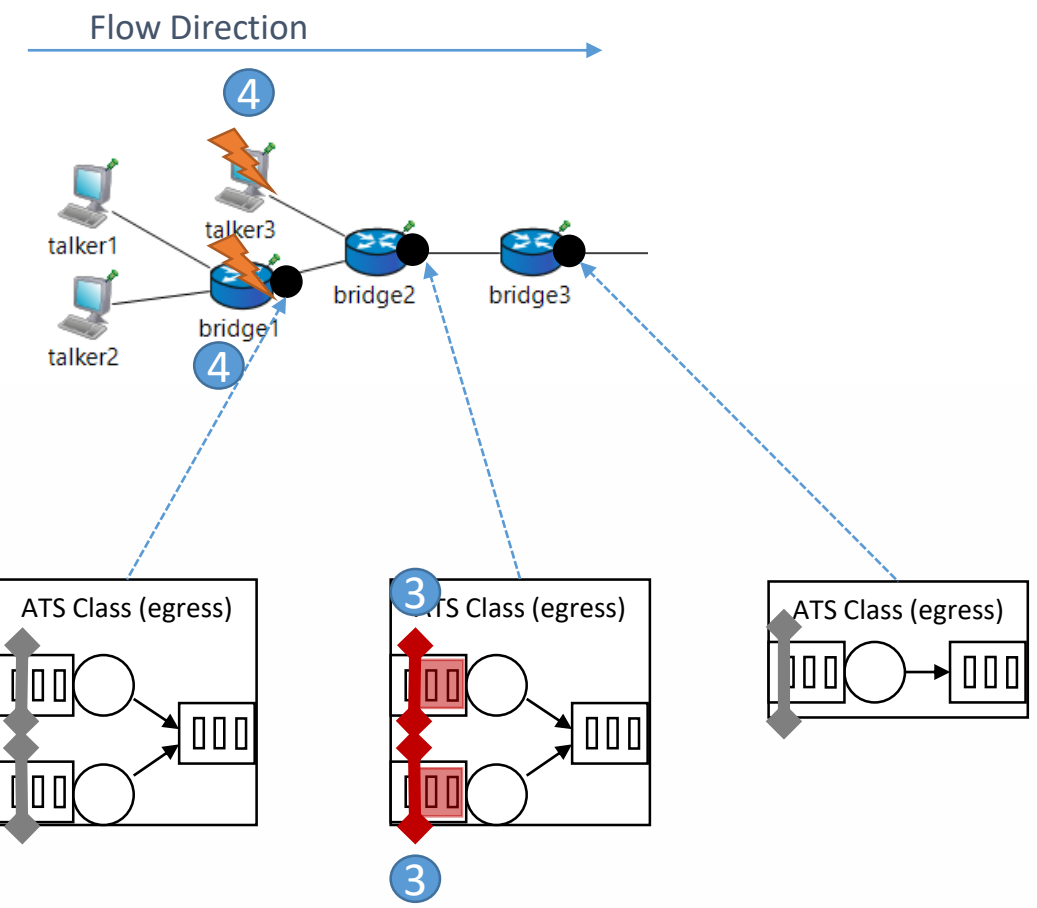 Flow Direction
4
talker1
talker3
talker2
bridge1
bridge2
bridge3
4
3
ATS Class (egress)
ATS Class (egress)
ATS Class (egress)
3